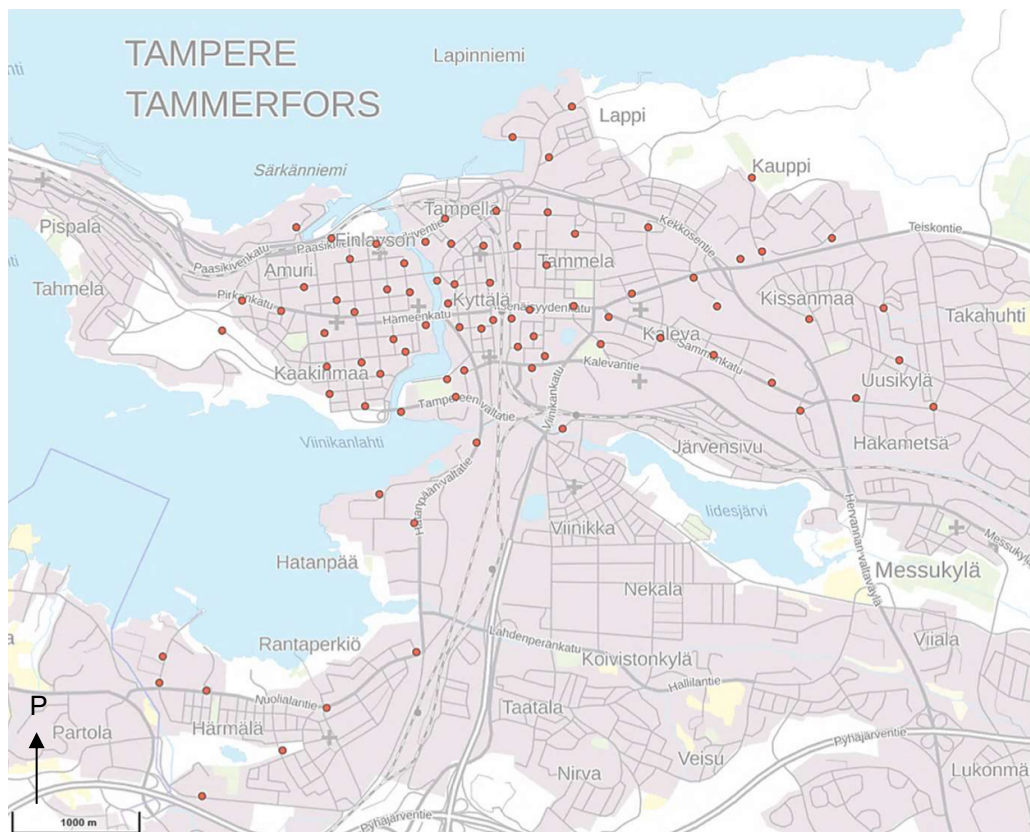 TAMPERE
TAMMERFORS
Lapinniemi
Lappi
Särkänniemi
Kauppi
Pispala
Tampella
Kekkosentie
Teiskontie
Paasikivenkatu
Finlayson
Amuri
Tammela
Tahmela
Pirkankatu
Kyttälä
Hämeenkatu
Kissanmaa
Takahuhti
Kaleva
Sammonkatu
Kalevantie
Kaakinmaa
Uusikylä
Tampereen valtatie
Viinikankatu
Viinikanlahti
Järvensivu
Hakametsä
Hatanpään valtatie
Iidesjärvi
Viinikka
Hervannan valtaväylä
Hatanpää
Messukylä
Nekala
Rantaperkiö
Lahdenperänkatu
Viiala
Koivistonkylä
Hallilantie
Nuolialantie
P
Partola
Härmälä
Taatala
Veisu
Pyhäjärventie
Nirva
Lukonmä
1000 m
Pyhäjärventie